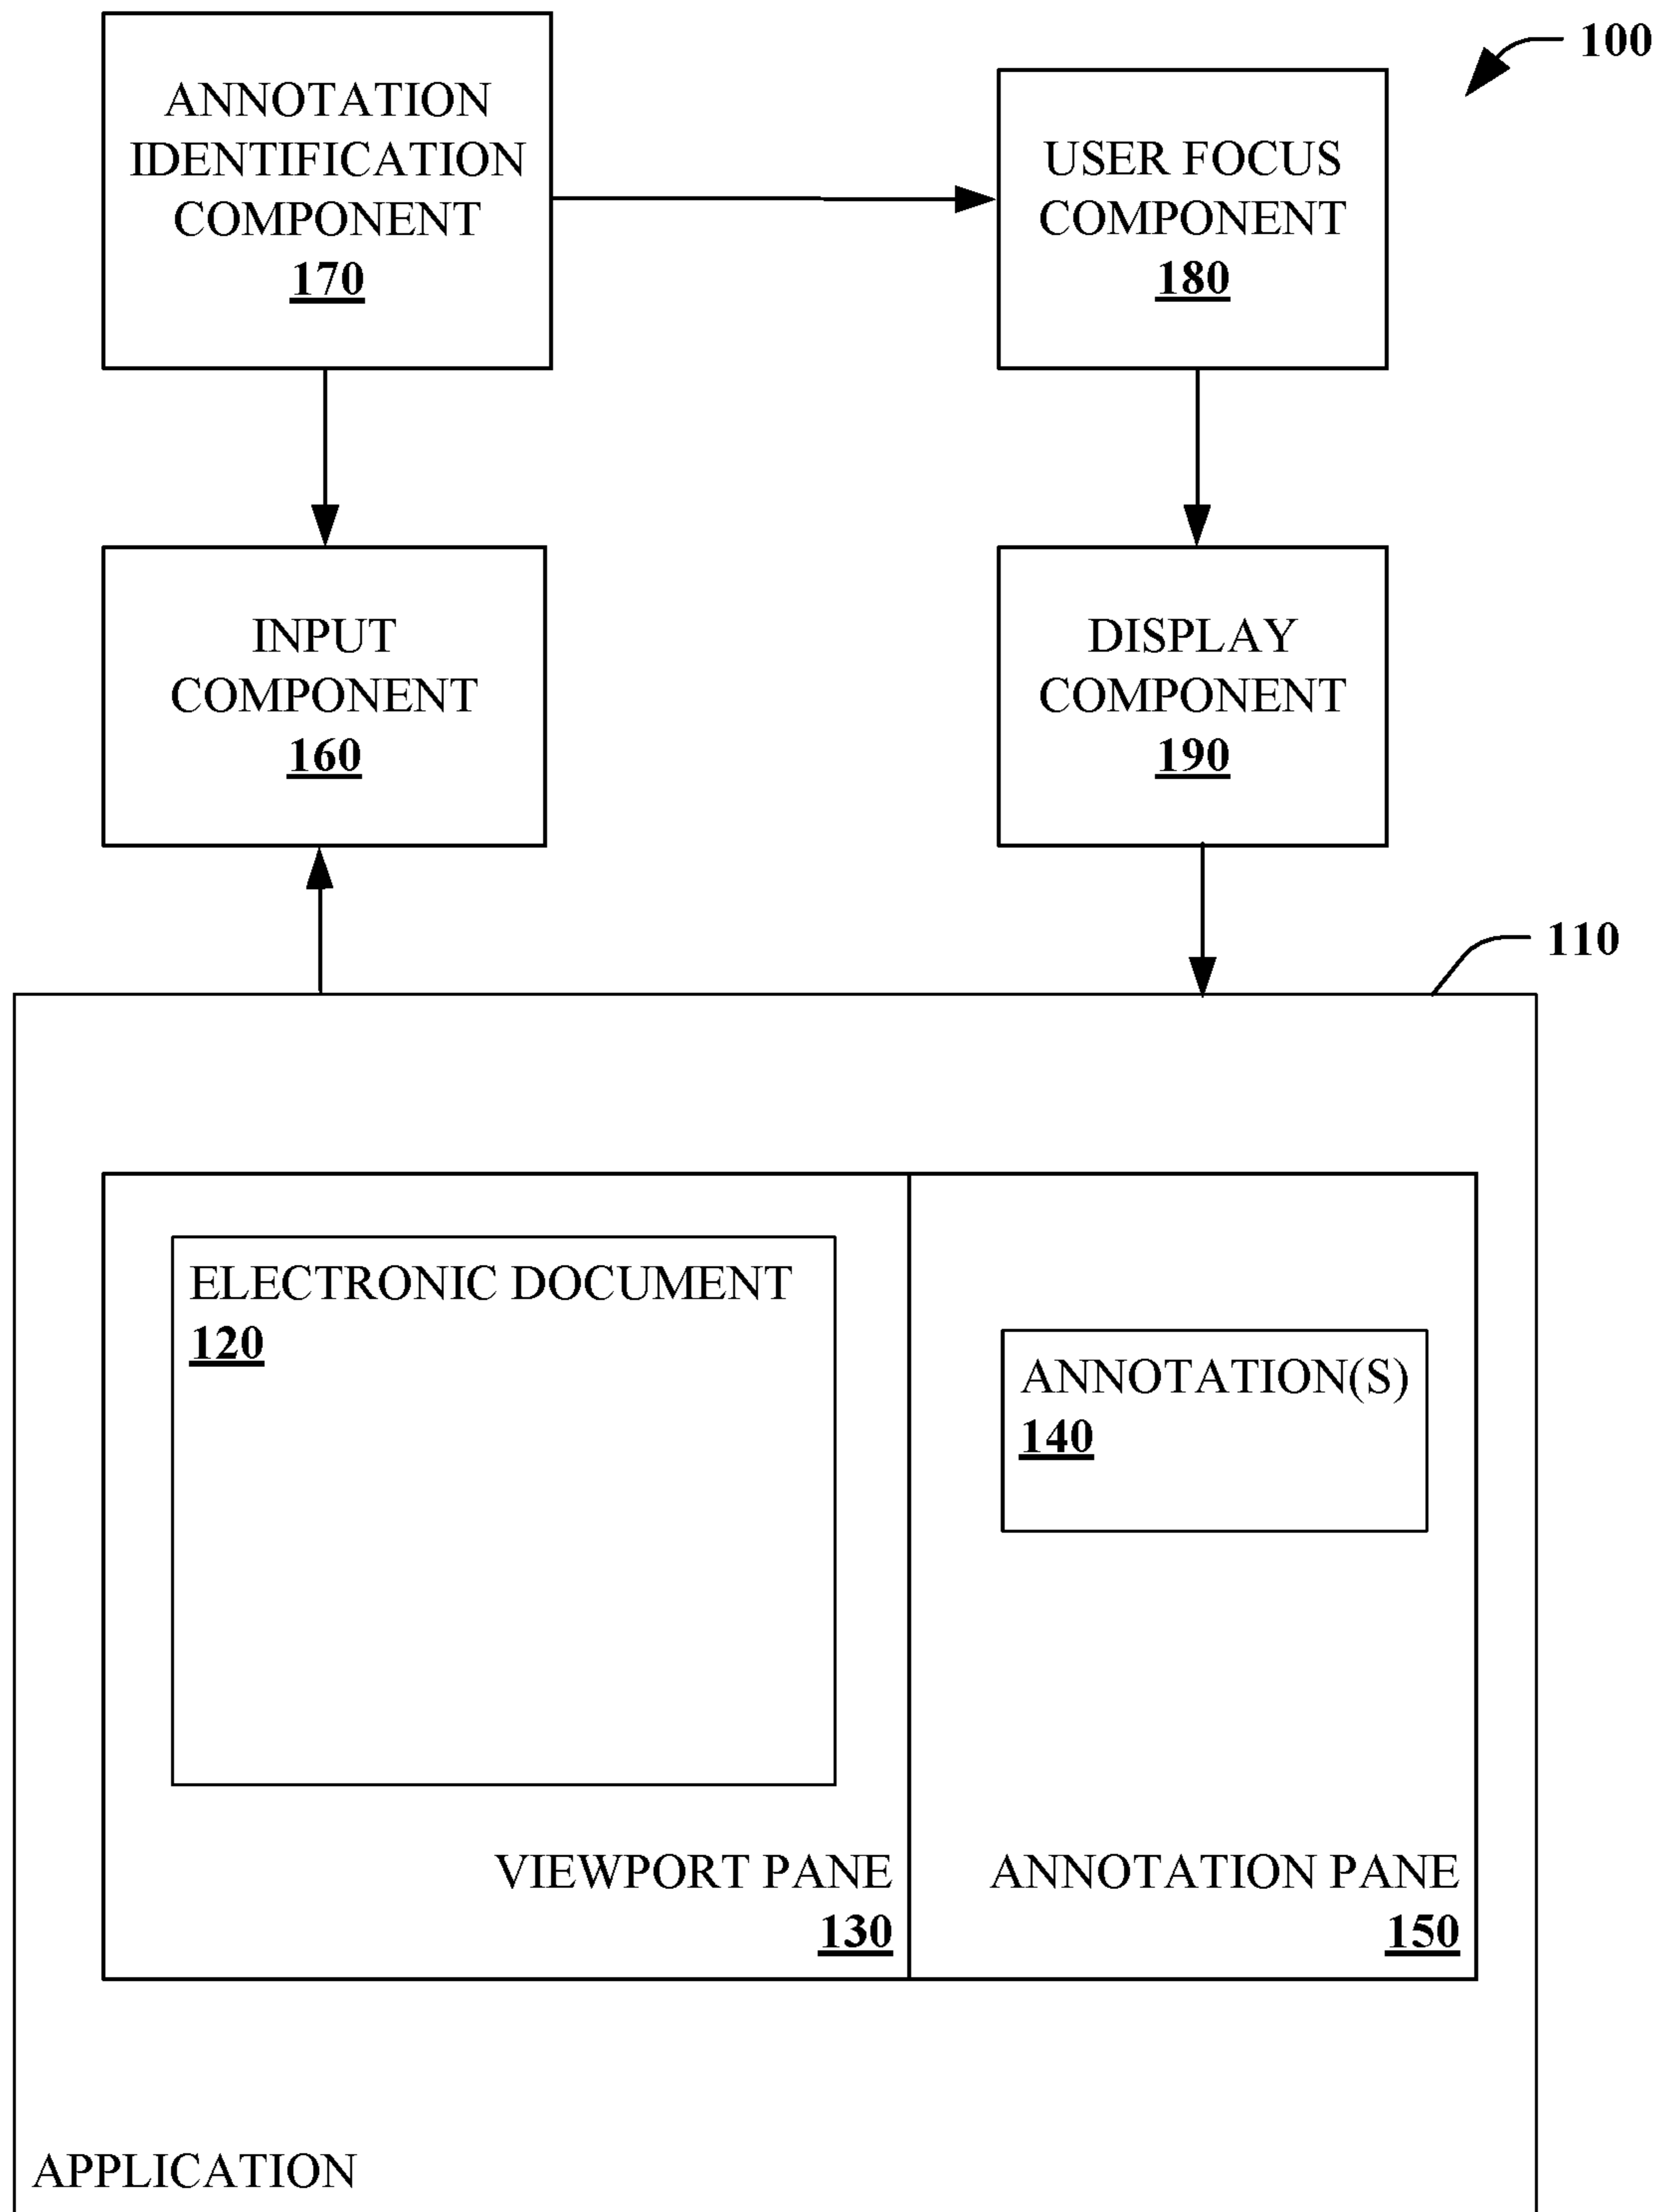 100
ANNOTATION
IDENTIFICATION
COMPONENT
170
USER FOCUS
COMPONENT
180
INPUT
COMPONENT
160
DISPLAY
COMPONENT
190
110
ELECTRONIC DOCUMENT
120
ANNOTATION(S)
140
VIEWPORT PANE
130
ANNOTATION PANE
150
APPLICATION